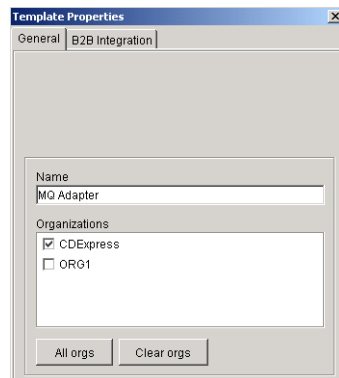 Template Properties
General B2B Integration
Name
MQ Adapter
Organizations
CDExpress
ORG1
All orgs Clear orgs